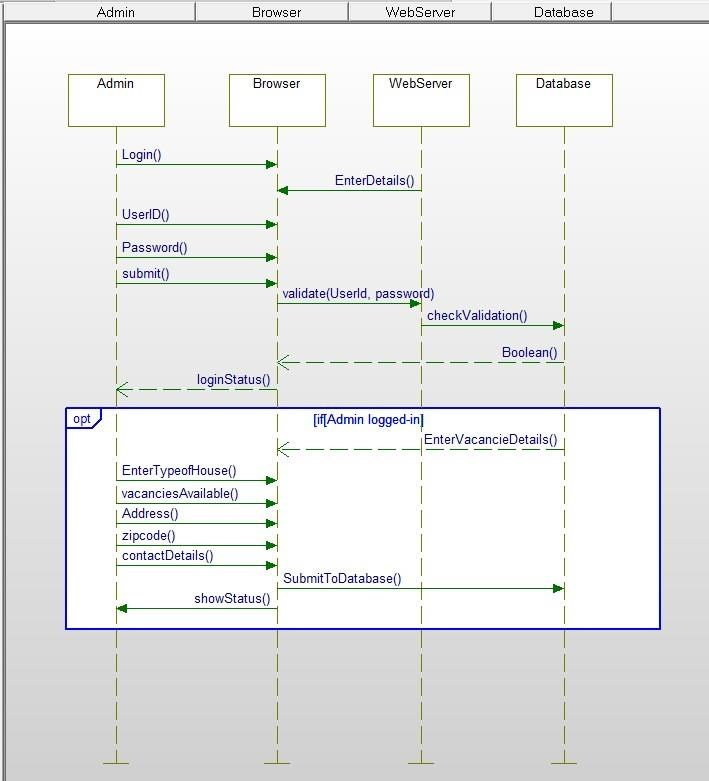 Admin Browser WebServer Database
Admin Browser WebServer Database
Login()
EnterDetails()
UserID()
Password()
submit()
validate(UserId, password)
checkValidation()
Boolean()
loginStatus()
opt [if[Admin logged-in]
EnterVacancieDetails()
EnterTypeofHouse()
vacanciesAvailable()
Address()
zipcode()
contactDetails()
SubmitToDatabase()
showStatus()